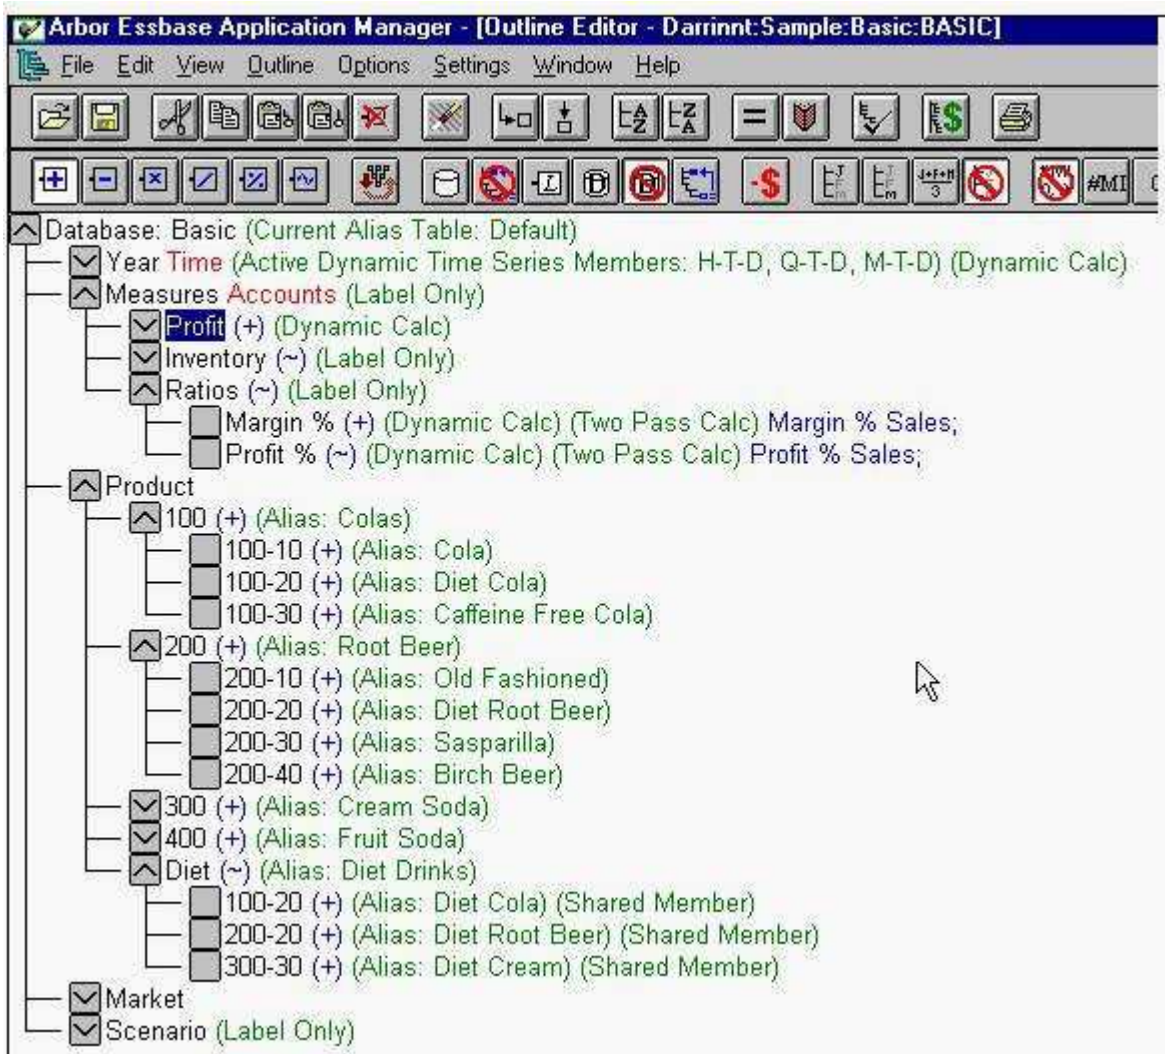 Arbor Essbase Application Manager - [Outline Editor - Darrinnt:Sample:Basic:BASIC]
File Edit View Outline Options Settings Window Help
#MI
Database: Basic (Current Alias Table: Default)
Year Time (Active Dynamic Time Series Members: H-T-D, Q-T-D, M-T-D) (Dynamic Calc)
Measures Accounts (Label Only)
Profit (+) (Dynamic Calc)
Inventory (~) (Label Only)
Ratios (~) (Label Only)
Margin % (+) (Dynamic Calc) (Two Pass Calc) Margin % Sales;
Profit % (~) (Dynamic Calc) (Two Pass Calc) Profit % Sales;
Product
100 (+) (Alias: Colas)
100-10 (+) (Alias: Cola)
100-20 (+) (Alias: Diet Cola)
100-30 (+) (Alias: Caffeine Free Cola)
200 (+) (Alias: Root Beer)
200-10 (+) (Alias: Old Fashioned)
200-20 (+) (Alias: Diet Root Beer)
200-30 (+) (Alias: Sasparilla)
200-40 (+) (Alias: Birch Beer)
300 (+) (Alias: Cream Soda)
400 (+) (Alias: Fruit Soda)
Diet (~) (Alias: Diet Drinks)
100-20 (+) (Alias: Diet Cola) (Shared Member)
200-20 (+) (Alias: Diet Root Beer) (Shared Member)
300-30 (+) (Alias: Diet Cream) (Shared Member)
Market
Scenario (Label Only)